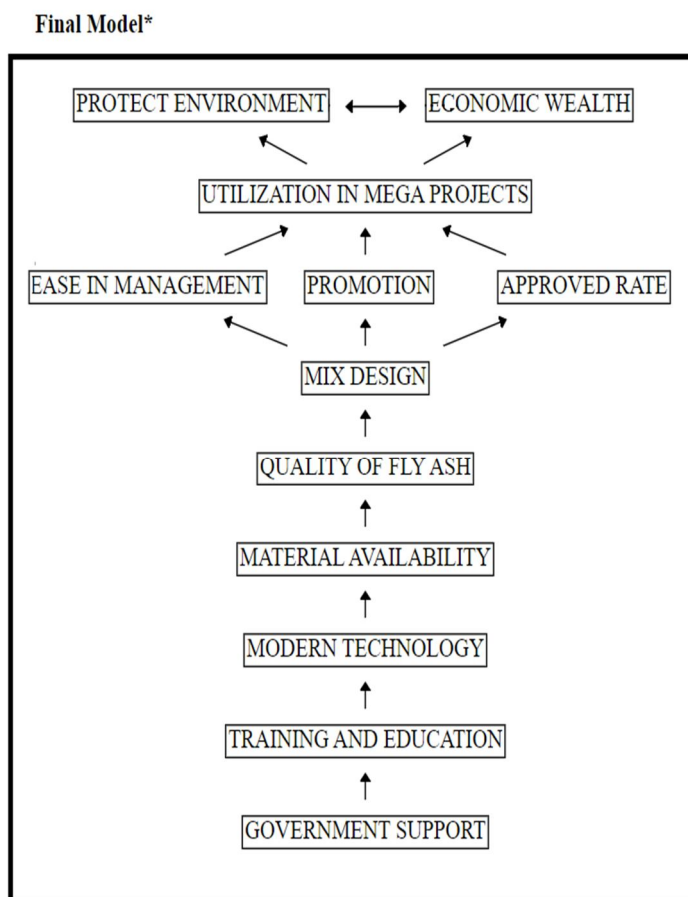 Final Model*
PROTECT ENVIRONMENT
ECONOMIC WEALTH
UTILIZATION IN MEGA PROJECTS
EASE IN MANAGEMENT
PROMOTION
APPROVED RATE
MIX DESIGN
QUALITY OF FLY ASH
MATERIAL AVAILABILITY
MODERN TECHNOLOGY
TRAINING AND EDUCATION
GOVERNMENT SUPPORT